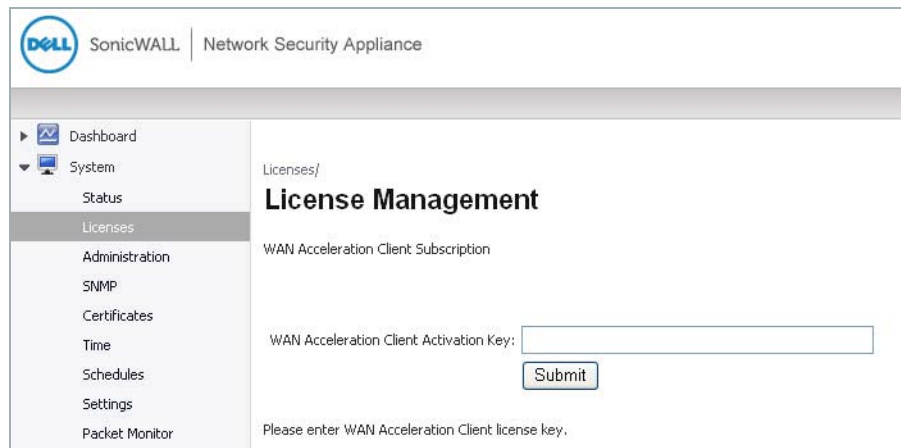 DELL SonicWALL | Network Security Appliance
Dashboard
System
Status
Licenses
Administration
SNMP
Certificates
Time
Schedules
Settings
Packet Monitor
Licenses/
License Management
WAN Acceleration Client Subscription
WAN Acceleration Client Activation Key:
Submit
Please enter WAN Acceleration Client license key.